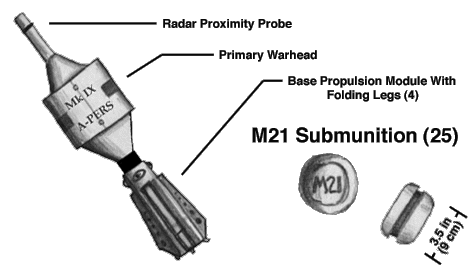 Radar Proximity Probe
Primary Warhead
Base Propulsion Module With
Folding Legs (4)
Mk IX
A-PERS
M21 Submunition (25)
M21
3.5 in
(9 cm)